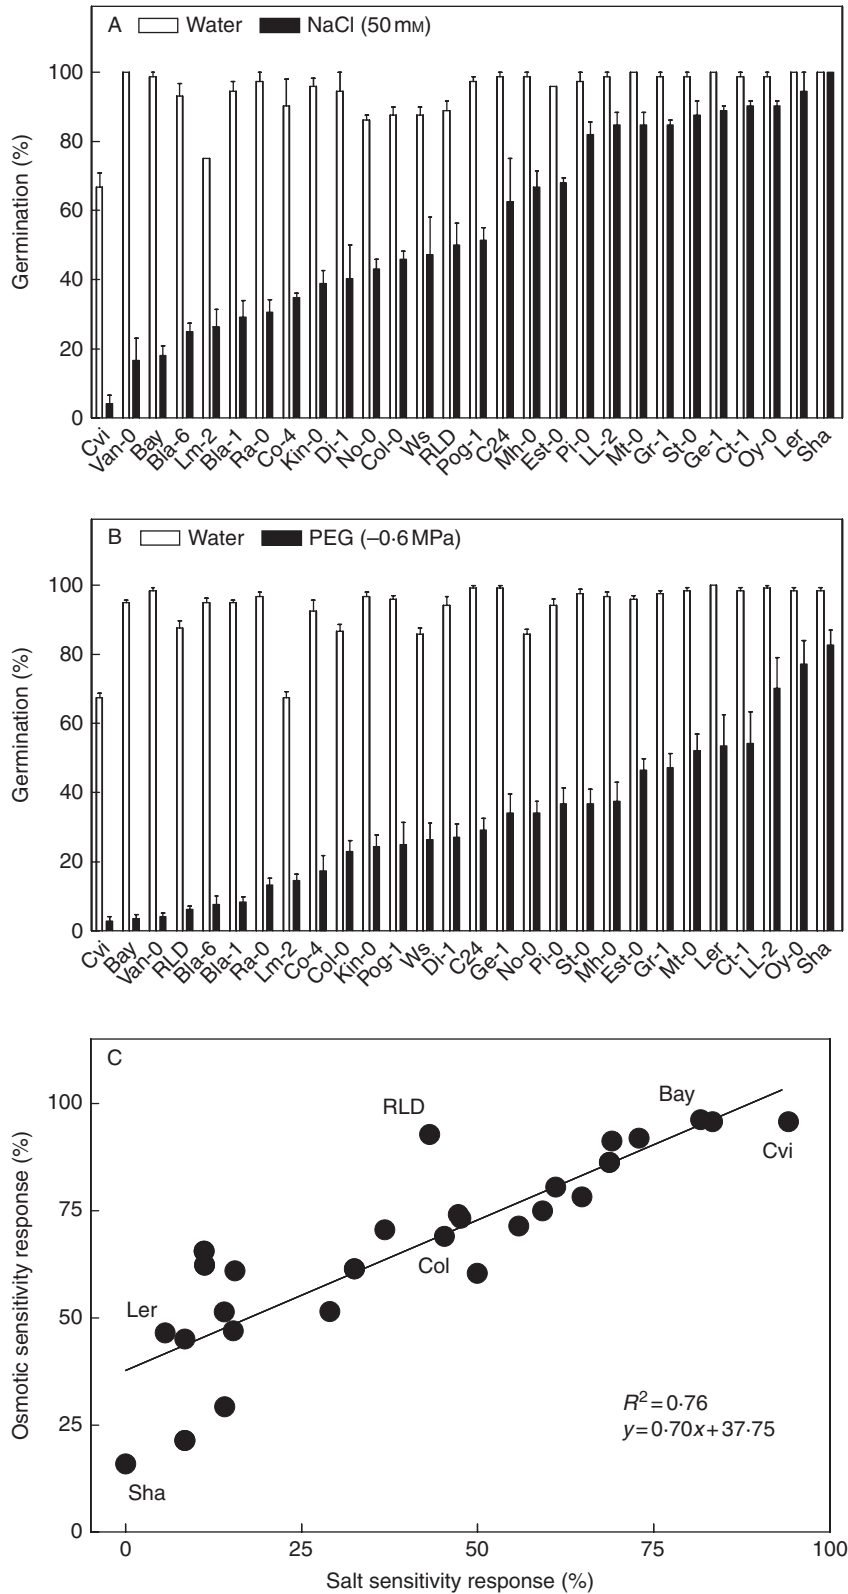 A Water NaCl (50 mM)
Germination (%)
100
80
60
40
20
0
Cvi Van-0 Bay Bla-6 Lm-2 Bla-1 Ra-0 Co-4 Kin-0 Di-1 No-0 Col-0 Ws RLD Pog-1 C24 Mh-0 Est-0 Pi-0 LL-2 Mt-0 Gr-1 St-0 Ge-1 Ct-1 Oy-0 Ler Sha
B Water PEG (–0·6 MPa)
Germination (%)
100
80
60
40
20
0
Cvi Bay Van-0 RLD Bla-6 Bla-1 Ra-0 Lm-2 Co-4 Col-0 Kin-0 Pog-1 Ws Di-1 C24 Ge-1 No-0 Pi-0 St-0 Mh-0 Est-0 Gr-1 Mt-0 Ler Ct-1 LL-2 Oy-0 Sha
C
Osmotic sensitivity response (%)
100
75
50
25
0
RLD
Bay
Cvi
Col
Ler
Sha
R² = 0·76
y = 0·70x + 37·75
0 25 50 75 100
Salt sensitivity response (%)